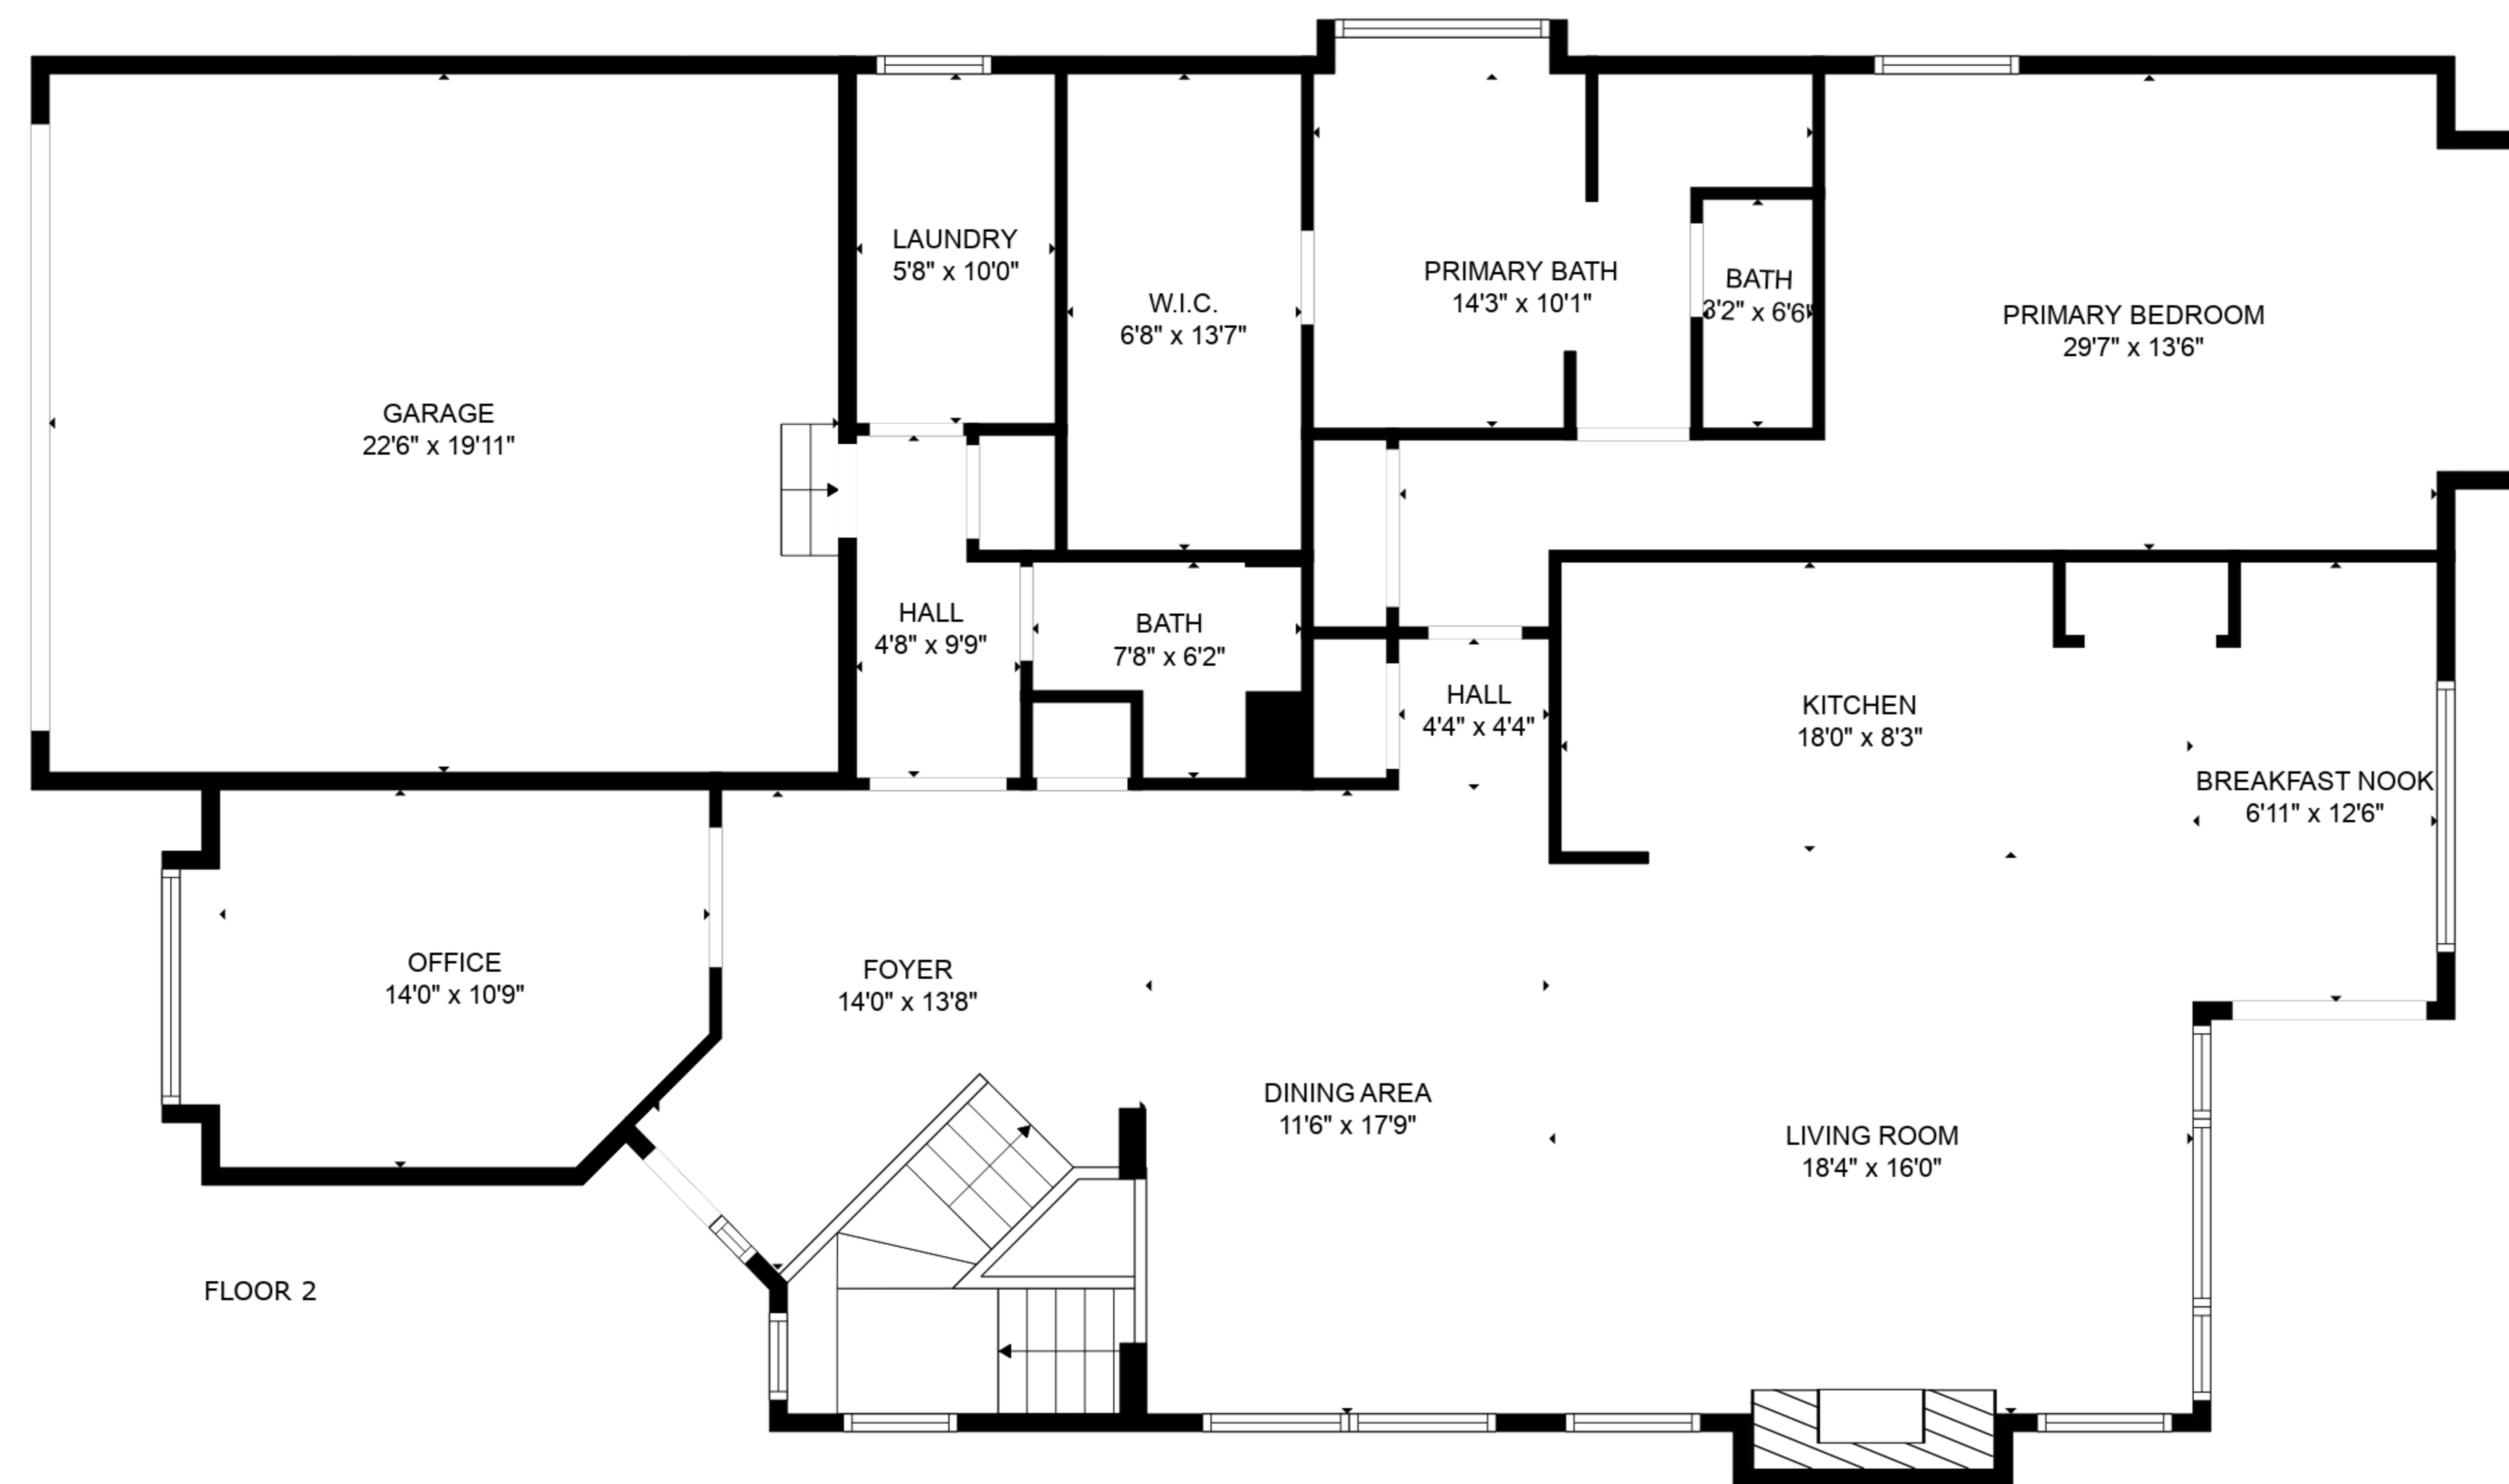 LAUNDRY
5'8" x 10'0"
W.I.C.
6'8" x 13'7"
PRIMARY BATH
14'3" x 10'1"
BATH
3'2" x 6'6"
PRIMARY BEDROOM
29'7" x 13'6"
GARAGE
22'6" x 19'11"
HALL
4'8" x 9'9"
BATH
7'8" x 6'2"
HALL
4'4" x 4'4"
KITCHEN
18'0" x 8'3"
BREAKFAST NOOK
6'11" x 12'6"
OFFICE
14'0" x 10'9"
FOYER
14'0" x 13'8"
DINING AREA
11'6" x 17'9"
LIVING ROOM
18'4" x 16'0"
FLOOR 2